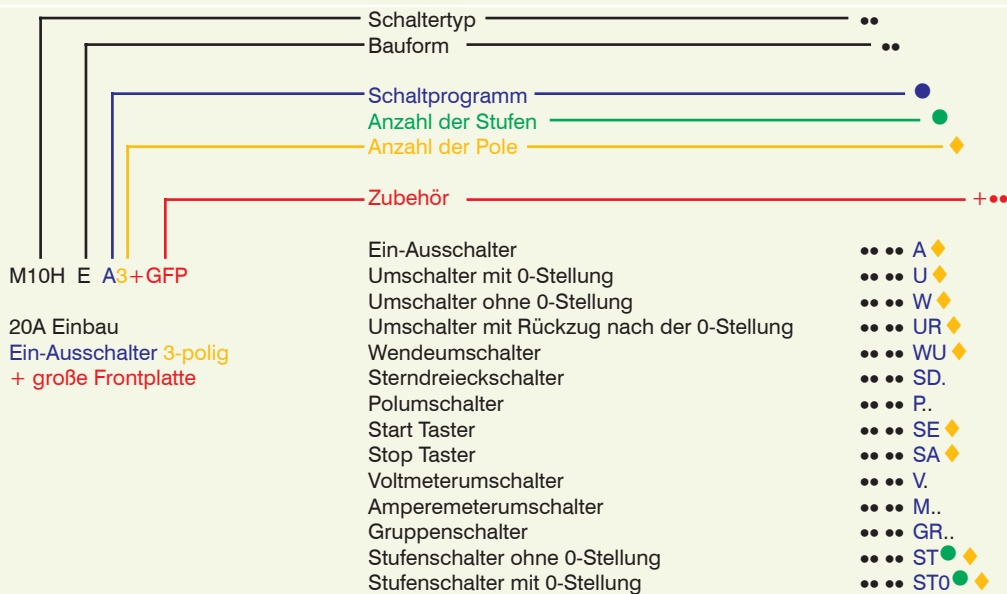 Schaltertyp ••
Bauform ••
Schaltprogramm ●
Anzahl der Stufen ●
Anzahl der Pole ♦
Zubehör +••
M10H E A3+GFP
20A Einbau
Ein-Ausschalter 3-polig
+ große Frontplatte
Ein-Ausschalter •• •• A ♦
Umschalter mit 0-Stellung •• •• U ♦
Umschalter ohne 0-Stellung •• •• W ♦
Umschalter mit Rückzug nach der 0-Stellung •• •• UR ♦
Wendeumschalter •• •• WU ♦
Sterndreieckschalter •• •• SD.
Polumschalter •• •• P..
Start Taster •• •• SE ♦
Stop Taster •• •• SA ♦
Voltmeterumschalter •• •• V.
Amperemeterumschalter •• •• M..
Gruppenschalter •• •• GR..
Stufenschalter ohne 0-Stellung •• •• ST ● ♦
Stufenschalter mit 0-Stellung •• •• ST0 ● ♦